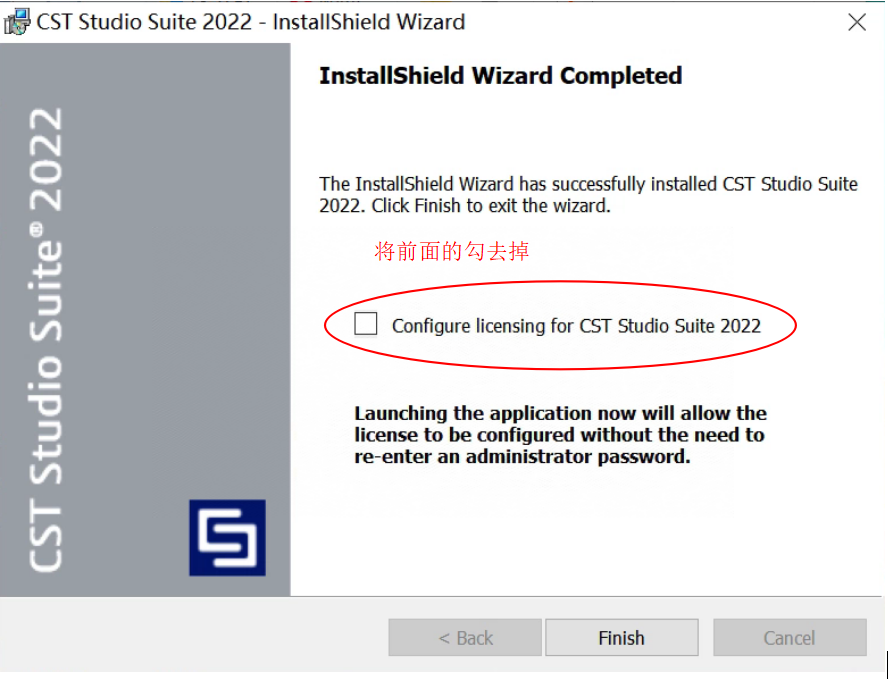 CST Studio Suite 2022 - InstallShield Wizard
CST Studio Suite® 2022
InstallShield Wizard Completed
The InstallShield Wizard has successfully installed CST Studio Suite
2022. Click Finish to exit the wizard.
将前面的勾去掉
Configure licensing for CST Studio Suite 2022
Launching the application now will allow the
license to be configured without the need to
re-enter an administrator password.
< Back
Finish
Cancel